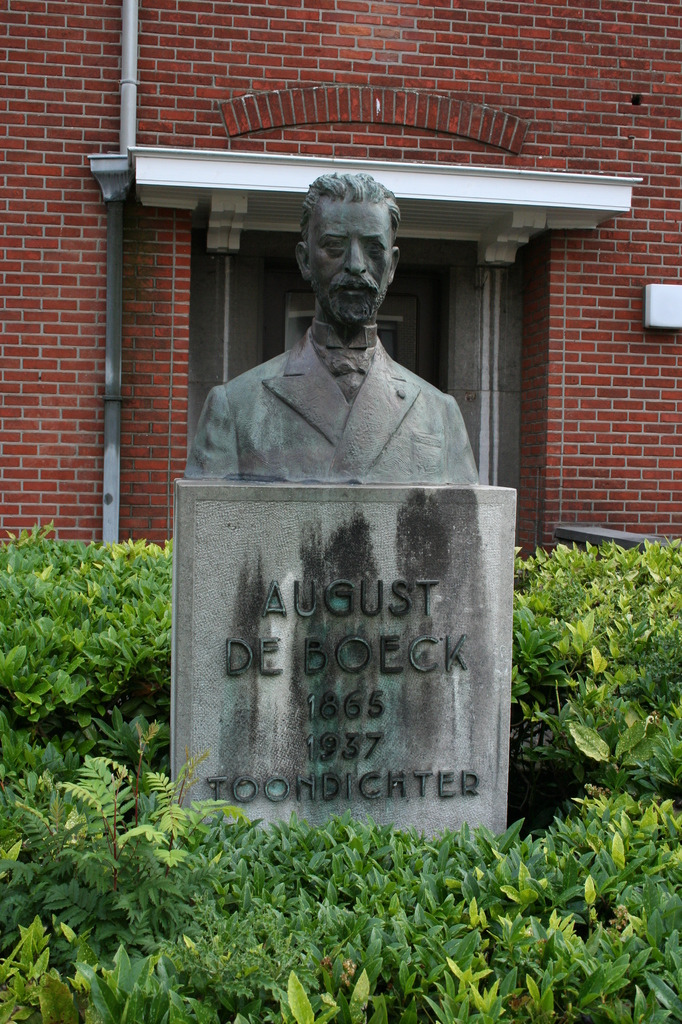 AUGUST
DE BOECK
1865
1937
TOONDICHTER